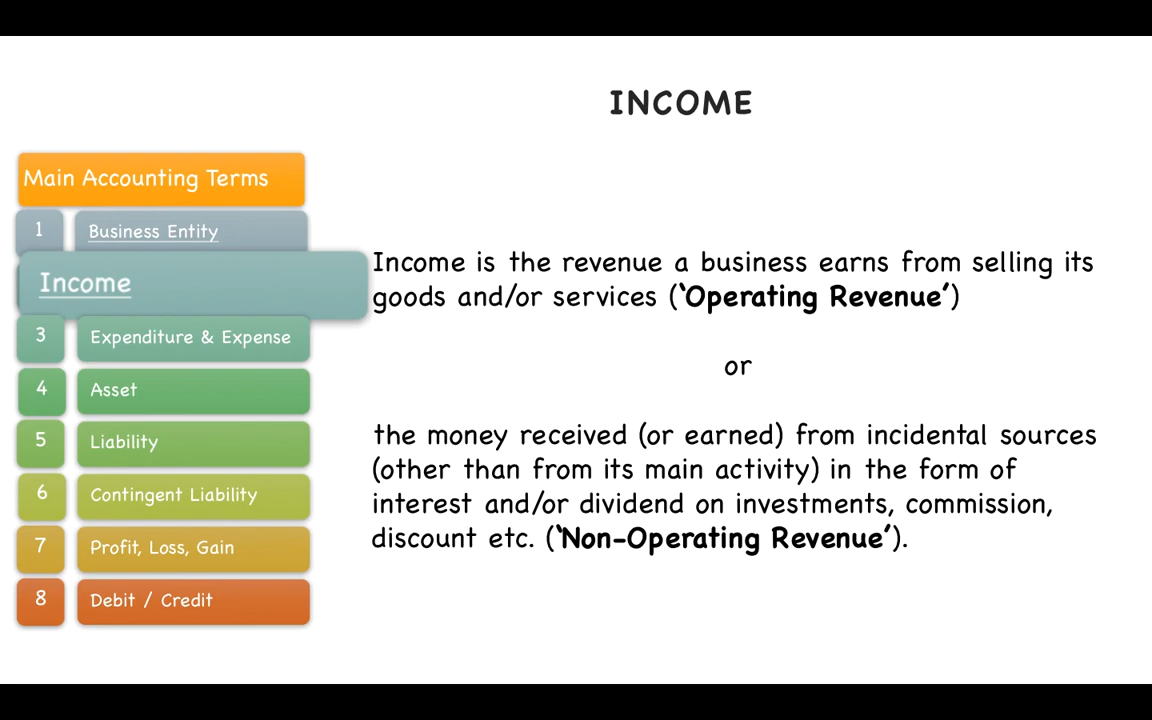 INCOME
Main Accounting Terms
1
Business Entity
Income
3
Expenditure & Expense
4
Asset
5
Liability
6
Contingent Liability
7
Profit, Loss, Gain
8
Debit / Credit
Income is the revenue a business earns from selling its
goods and/or services (‘Operating Revenue’)
or
the money received (or earned) from incidental sources
(other than from its main activity) in the form of
interest and/or dividend on investments, commission,
discount etc. (‘Non-Operating Revenue’).